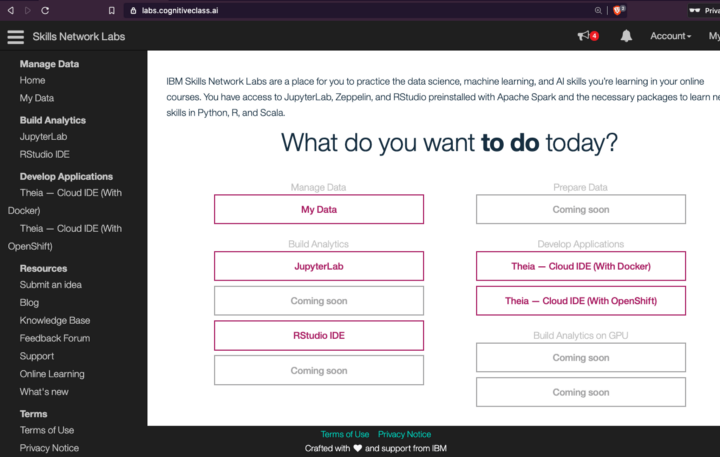 labs.cognitiveclass.ai
Skills Network Labs
4
Account
Manage Data
Home
My Data
Build Analytics
JupyterLab
RStudio IDE
Develop Applications
Theia — Cloud IDE (With
Docker)
Theia — Cloud IDE (With
OpenShift)
Resources
Submit an idea
Blog
Knowledge Base
Feedback Forum
Support
Online Learning
What's new
Terms
Terms of Use
Privacy Notice
IBM Skills Network Labs are a place for you to practice the data science, machine learning, and AI skills you're learning in your online
courses. You have access to JupyterLab, Zeppelin, and RStudio preinstalled with Apache Spark and the necessary packages to learn
skills in Python, R, and Scala.
What do you want to do today?
Manage Data
My Data
Build Analytics
JupyterLab
Coming soon
RStudio IDE
Coming soon
Prepare Data
Coming soon
Develop Applications
Theia — Cloud IDE (With Docker)
Theia — Cloud IDE (With OpenShift)
Build Analytics on GPU
Coming soon
Coming soon
Terms of Use Privacy Notice
Crafted with and support from IBM